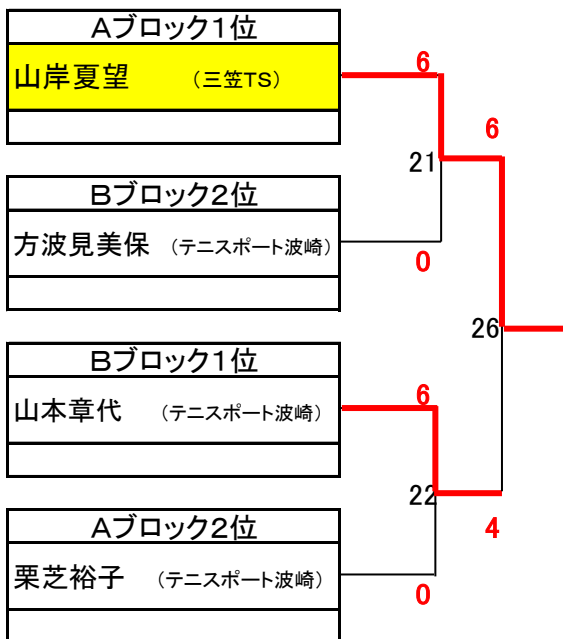 Aブロック1位
山岸夏望 (三笠TS)
6
6
21
Bブロック2位
方波見美保 (テニスポート波崎)
0
26
Bブロック1位
山本章代 (テニスポート波崎)
6
22
4
Aブロック2位
栗芝裕子 (テニスポート波崎)
0